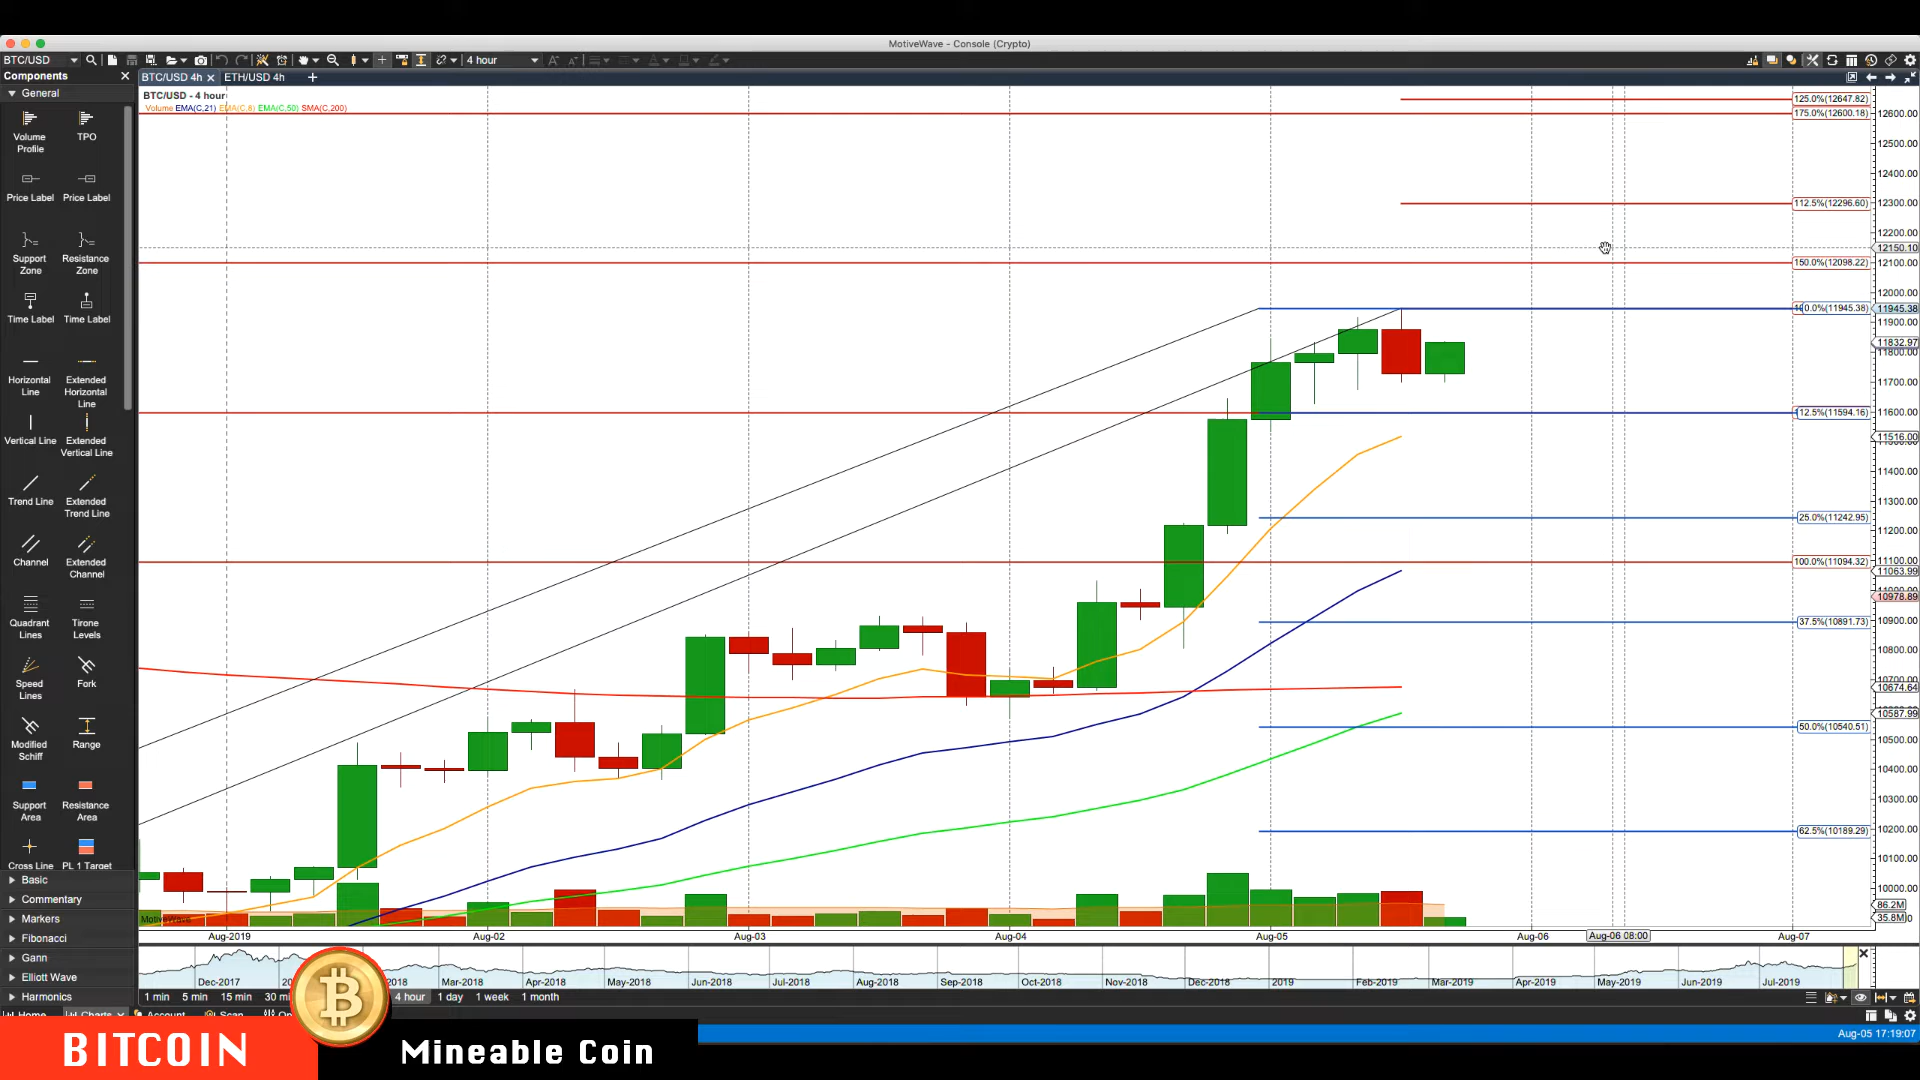 MotiveWave - Console (Crypto)
BTC/USD
4 hour
Components
BTC/USD 4h
ETH/USD 4h
General
BTC/USD - 4 hour
Volume EMA(C,21) EMA(C,8) EMA(C,50) SMA(C,200)
Volume Profile
TPO
Price Label
Price Label
Support Zone
Resistance Zone
Time Label
Time Label
Horizontal Line
Extended Horizontal Line
Vertical Line
Extended Vertical Line
Trend Line
Extended Trend Line
Channel
Extended Channel
Quadrant Lines
Tirone Levels
Speed Lines
Fork
Modified Schiff
Range
Support Area
Resistance Area
Cross Line
PL 1 Target
Basic
Commentary
Markers
Fibonacci
Gann
Elliott Wave
Harmonics
125.0%(12647.82)
175.0%(12600.18)
112.5%(12296.60)
150.0%(12098.22)
0.0%(11945.38)
12.5%(11594.16)
25.0%(11242.95)
100.0%(11094.32)
37.5%(10891.73)
50.0%(10540.51)
62.5%(10189.29)
12600.00
12500.00
12400.00
12300.00
12200.00
12150.10
12100.00
12000.00
11945.38
11900.00
11832.97
11800.00
11700.00
11600.00
11516.00
11400.00
11300.00
11200.00
11100.00
11063.99
10978.89
10900.00
10800.00
10700.00
10674.64
10587.99
10500.00
10400.00
10300.00
10200.00
10100.00
10000.00
86.2M
35.8M
MotiveWave
Aug-2019
Aug-02
Aug-03
Aug-04
Aug-05
Aug-06
Aug-06 08:00
Aug-07
Dec-2017
2018
Mar-2018
Apr-2018
May-2018
Jun-2018
Jul-2018
Aug-2018
Sep-2018
Oct-2018
Nov-2018
Dec-2018
2019
Feb-2019
Mar-2019
Apr-2019
May-2019
Jun-2019
Jul-2019
1 min
5 min
15 min
30 mi
4 hour
1 day
1 week
1 month
Home
Charts
Account
Scan
Aug-05 17:19:07
BITCOIN
Mineable Coin